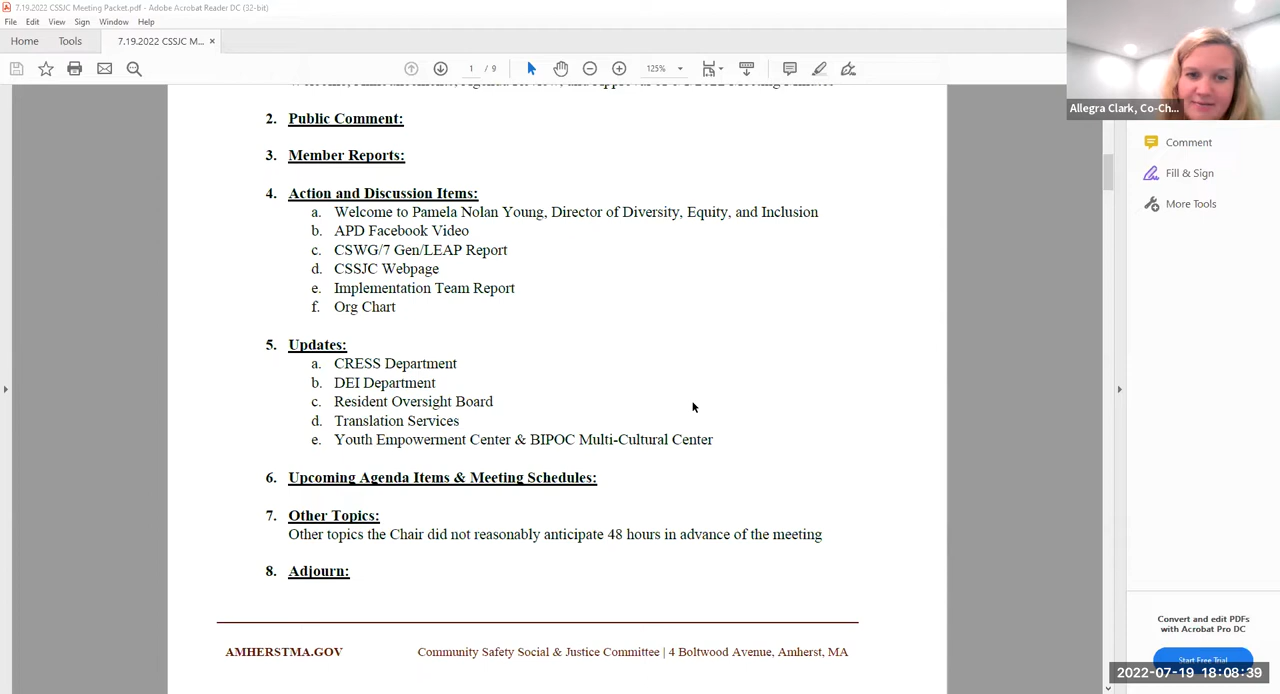 7.19.2022 CSSJC Meeting Packet.pdf - Adobe Acrobat Reader DC (32-bit)
File Edit View Sign Window Help
Home Tools 7.19.2022 CSSJC M... ×
1 / 9 125%
Allegra Clark, Co-Ch...
2. Public Comment:
3. Member Reports:
4. Action and Discussion Items:
a. Welcome to Pamela Nolan Young, Director of Diversity, Equity, and Inclusion
b. APD Facebook Video
c. CSWG/7 Gen/LEAP Report
d. CSSJC Webpage
e. Implementation Team Report
f. Org Chart
5. Updates:
a. CRESS Department
b. DEI Department
c. Resident Oversight Board
d. Translation Services
e. Youth Empowerment Center & BIPOC Multi-Cultural Center
6. Upcoming Agenda Items & Meeting Schedules:
7. Other Topics:
Other topics the Chair did not reasonably anticipate 48 hours in advance of the meeting
8. Adjourn:
AMHERSTMA.GOV Community Safety Social & Justice Committee | 4 Boltwood Avenue, Amherst, MA
Comment
Fill & Sign
More Tools
Convert and edit PDFs
with Acrobat Pro DC
Start Free Trial
2022-07-19 18:08:39